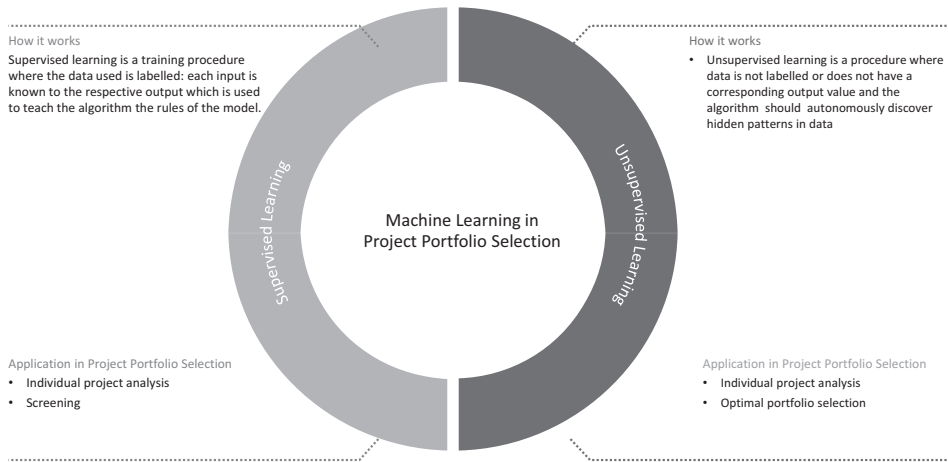 How it works
Supervised learning is a training procedure
where the data used is labelled: each input is
known to the respective output which is used
to teach the algorithm the rules of the model.
Application in Project Portfolio Selection
• Individual project analysis
• Screening
Supervised Learning
Machine Learning in
Project Portfolio Selection
Unsupervised Learning
How it works
• Unsupervised learning is a procedure where
data is not labelled or does not have a
corresponding output value and the
algorithm should autonomously discover
hidden patterns in data
Application in Project Portfolio Selection
• Individual project analysis
• Optimal portfolio selection